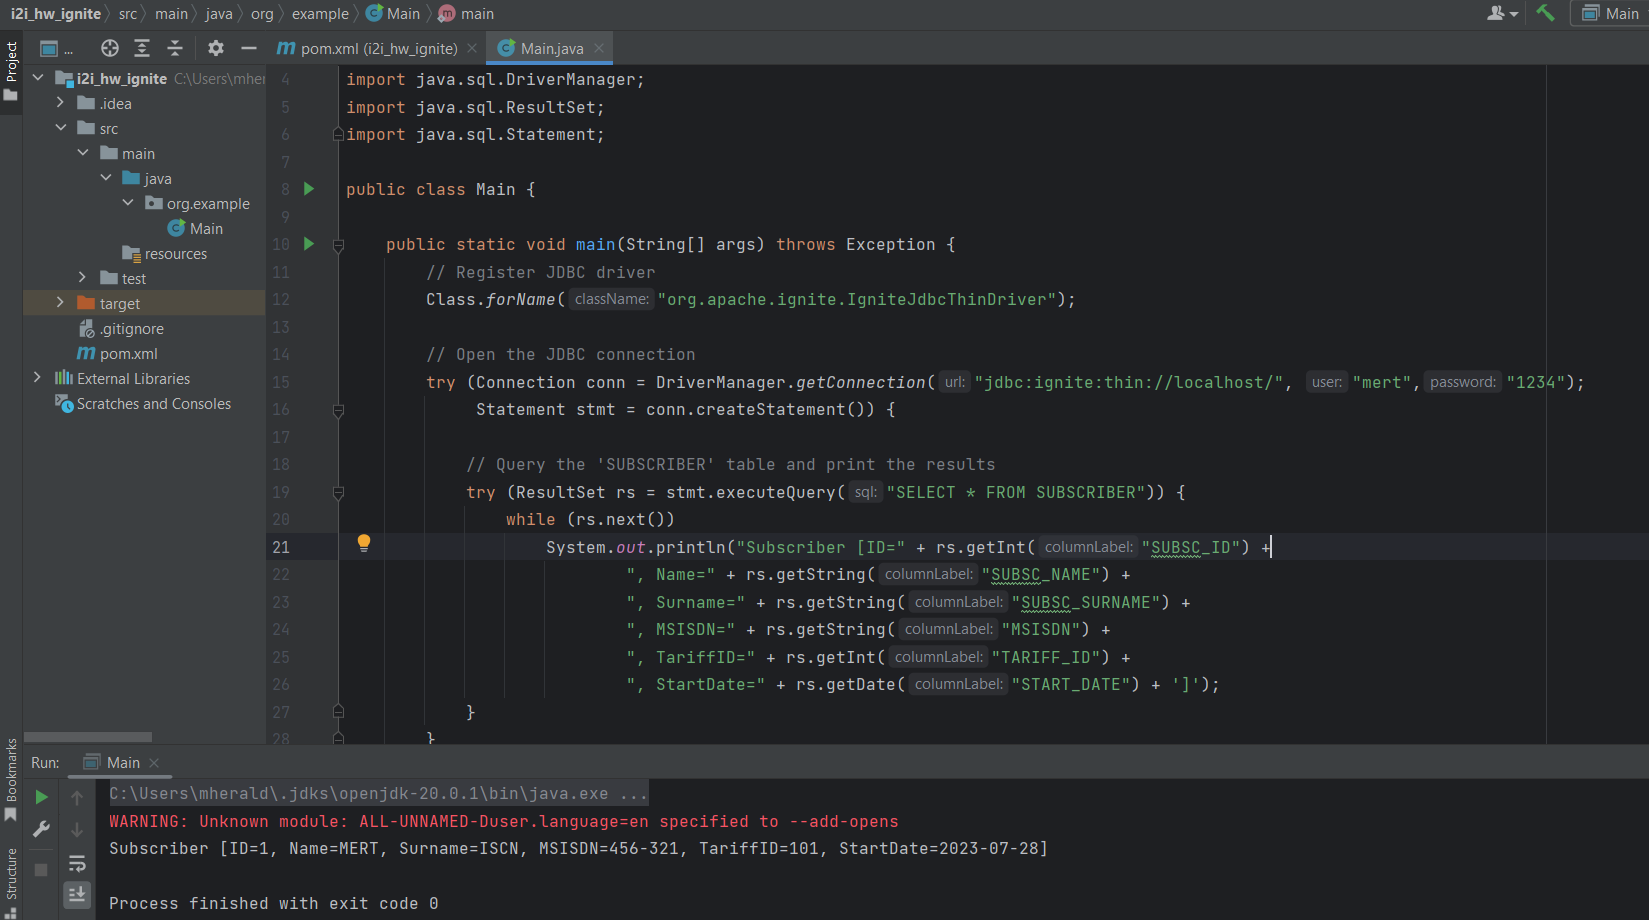 i2i_hw_ignite src main java org example Main main
Main
...
pom.xml (i2i_hw_ignite)
Main.java
Project
i2i_hw_ignite C:\Users\mher
.idea
src
main
java
org.example
Main
resources
test
target
.gitignore
pom.xml
External Libraries
Scratches and Consoles
4 import java.sql.DriverManager;
5 import java.sql.ResultSet;
6 import java.sql.Statement;
7
8 public class Main {
9
10 public static void main(String[] args) throws Exception {
11 // Register JDBC driver
12 Class.forName( className: "org.apache.ignite.IgniteJdbcThinDriver");
13
14 // Open the JDBC connection
15 try (Connection conn = DriverManager.getConnection( url: "jdbc:ignite:thin://localhost/", user: "mert", password: "1234");
16 Statement stmt = conn.createStatement()) {
17
18 // Query the 'SUBSCRIBER' table and print the results
19 try (ResultSet rs = stmt.executeQuery( sql: "SELECT * FROM SUBSCRIBER")) {
20 while (rs.next())
21 System.out.println("Subscriber [ID=" + rs.getInt( columnLabel: "SUBSC_ID") +
22 ", Name=" + rs.getString( columnLabel: "SUBSC_NAME") +
23 ", Surname=" + rs.getString( columnLabel: "SUBSC_SURNAME") +
24 ", MSISDN=" + rs.getString( columnLabel: "MSISDN") +
25 ", TariffID=" + rs.getInt( columnLabel: "TARIFF_ID") +
26 ", StartDate=" + rs.getDate( columnLabel: "START_DATE") + ']');
27 }
28 }
Bookmarks
Structure
Run: Main
C:\Users\mherald\.jdks\openjdk-20.0.1\bin\java.exe ...
WARNING: Unknown module: ALL-UNNAMED-Duser.language=en specified to --add-opens
Subscriber [ID=1, Name=MERT, Surname=ISCN, MSISDN=456-321, TariffID=101, StartDate=2023-07-28]
Process finished with exit code 0